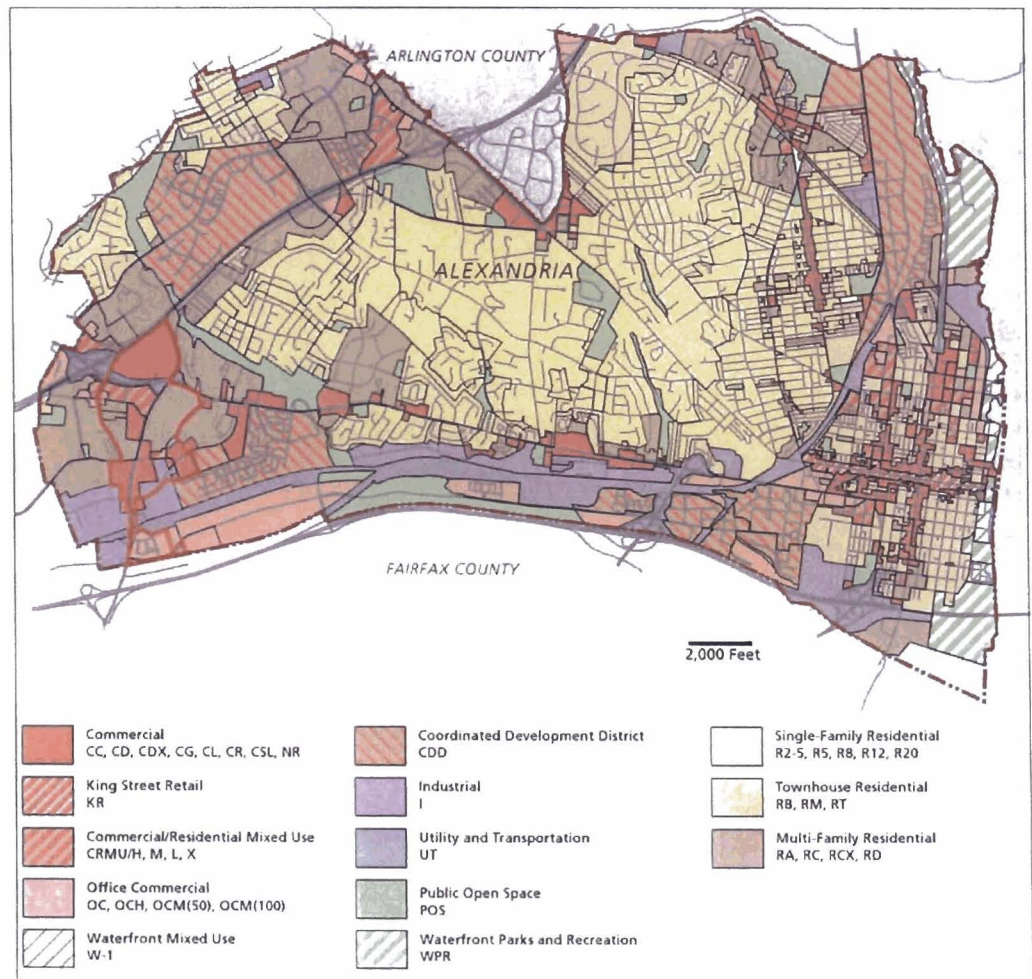 ARLINGTON COUNTY
ALEXANDRIA
FAIRFAX COUNTY
2,000 Feet
Commercial
CC, CD, CDX, CG, CL, CR, CSL, NR
King Street Retail
KR
Commercial/Residential Mixed Use
CRMU/H, M, L, X
Office Commercial
OC, OCH, OCM(50), OCM(100)
Waterfront Mixed Use
W-1
Coordinated Development District
CDD
Industrial
I
Utility and Transportation
UT
Public Open Space
POS
Waterfront Parks and Recreation
WPR
Single-Family Residential
R2-5, R5, R8, R12, R20
Townhouse Residential
RB, RM, RT
Multi-Family Residential
RA, RC, RCX, RD